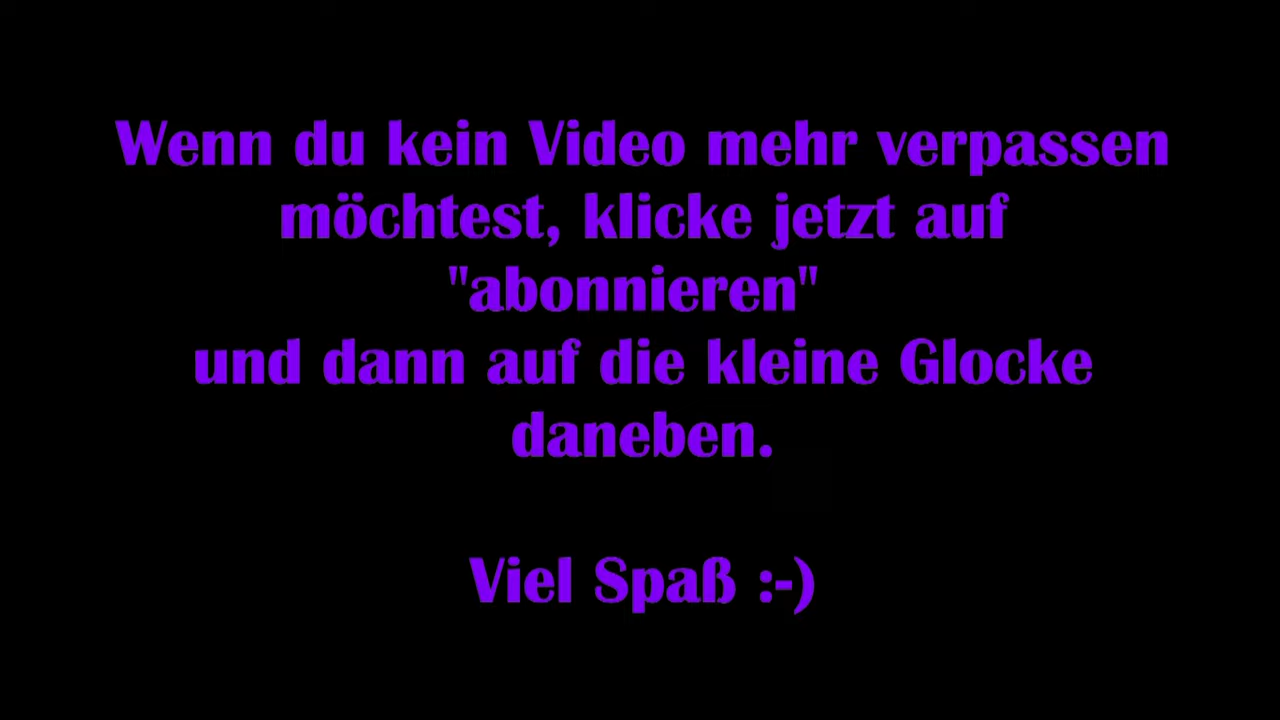 Wenn du kein Video mehr verpassen
möchtest, klicke jetzt auf
"abonnieren"
und dann auf die kleine Glocke
daneben.
Viel Spaß :-)